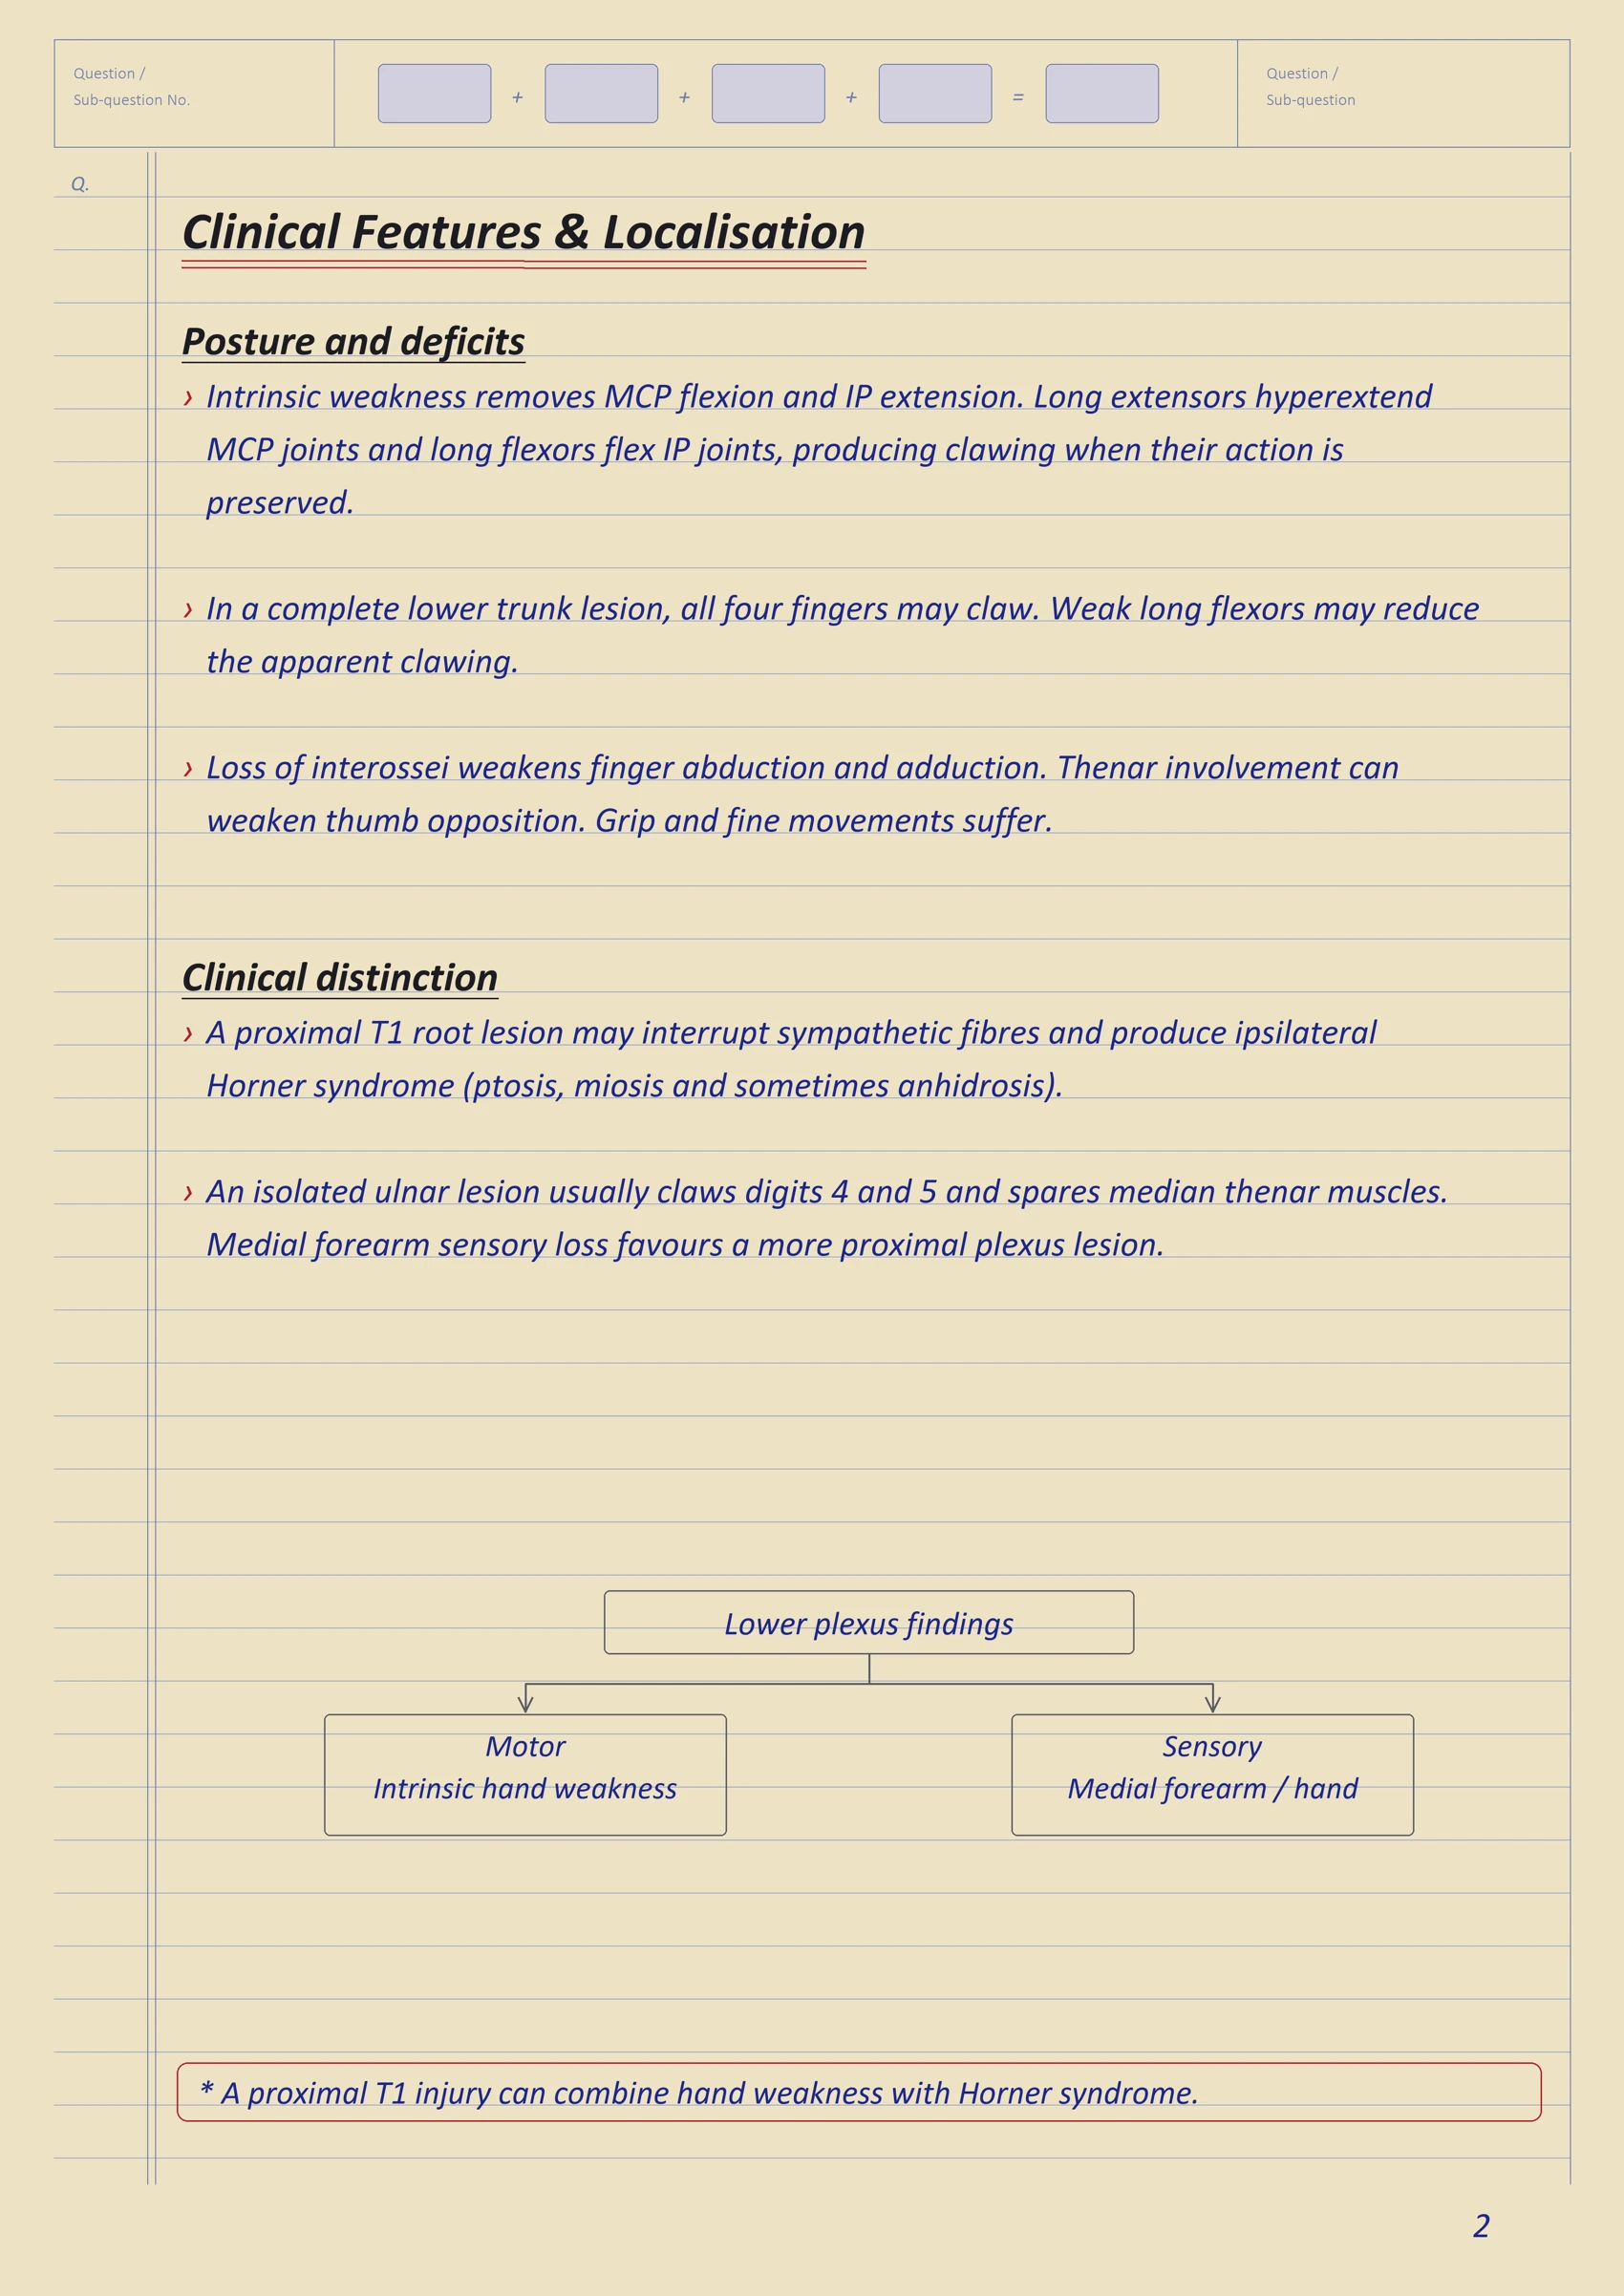 Question /
Sub-question No.
+ + + =
Question /
Sub-question
Q.
Clinical Features & Localisation
Posture and deficits
› Intrinsic weakness removes MCP flexion and IP extension. Long extensors hyperextend
MCP joints and long flexors flex IP joints, producing clawing when their action is
preserved.
› In a complete lower trunk lesion, all four fingers may claw. Weak long flexors may reduce
the apparent clawing.
› Loss of interossei weakens finger abduction and adduction. Thenar involvement can
weaken thumb opposition. Grip and fine movements suffer.
Clinical distinction
› A proximal T1 root lesion may interrupt sympathetic fibres and produce ipsilateral
Horner syndrome (ptosis, miosis and sometimes anhidrosis).
› An isolated ulnar lesion usually claws digits 4 and 5 and spares median thenar muscles.
Medial forearm sensory loss favours a more proximal plexus lesion.
Lower plexus findings
Motor
Intrinsic hand weakness
Sensory
Medial forearm / hand
* A proximal T1 injury can combine hand weakness with Horner syndrome.
2